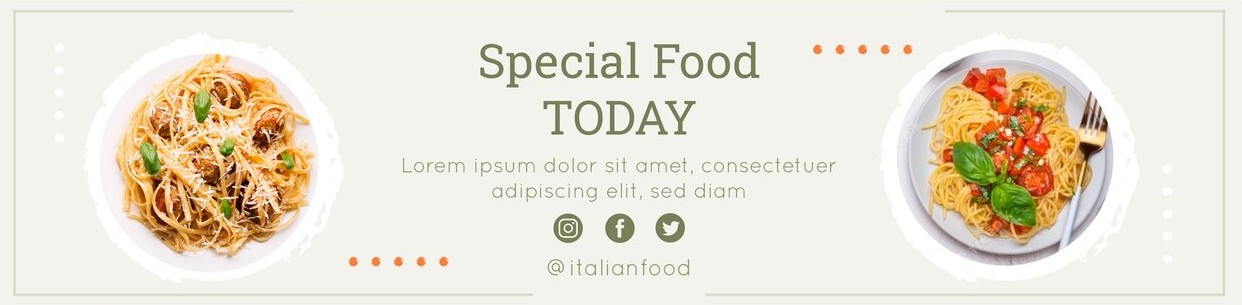 Special Food
TODAY
Lorem ipsum dolor sit amet, consectetuer
adipiscing elit, sed diam
@italianfood